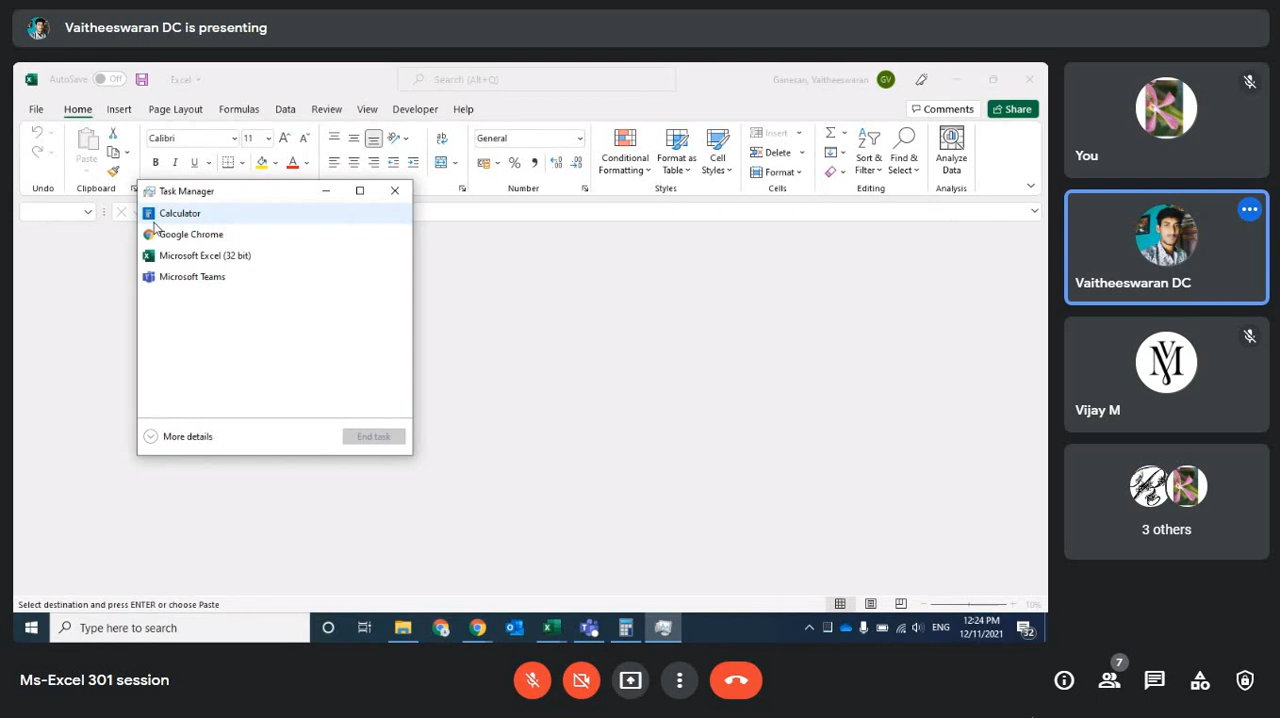 Vaitheeswaran DC is presenting
AutoSave Off Excel Search (Alt+Q) Ganesan, Vaitheeswaran GV
File Home Insert Page Layout Formulas Data Review View Developer Help Comments Share
Calibri 11 General
Insert
Delete
Format
Paste
Conditional Formatting
Format as Table
Cell Styles
Sort & Filter
Find & Select
Analyze Data
Undo Clipboard Number Styles Cells Editing Analysis
Task Manager
Calculator
Google Chrome
Microsoft Excel (32 bit)
Microsoft Teams
More details End task
Select destination and press ENTER or choose Paste 10%
Type here to search
ENG
12:24 PM
12/11/2021
32
You
Vaitheeswaran DC
VM
Vijay M
3 others
Ms-Excel 301 session
7